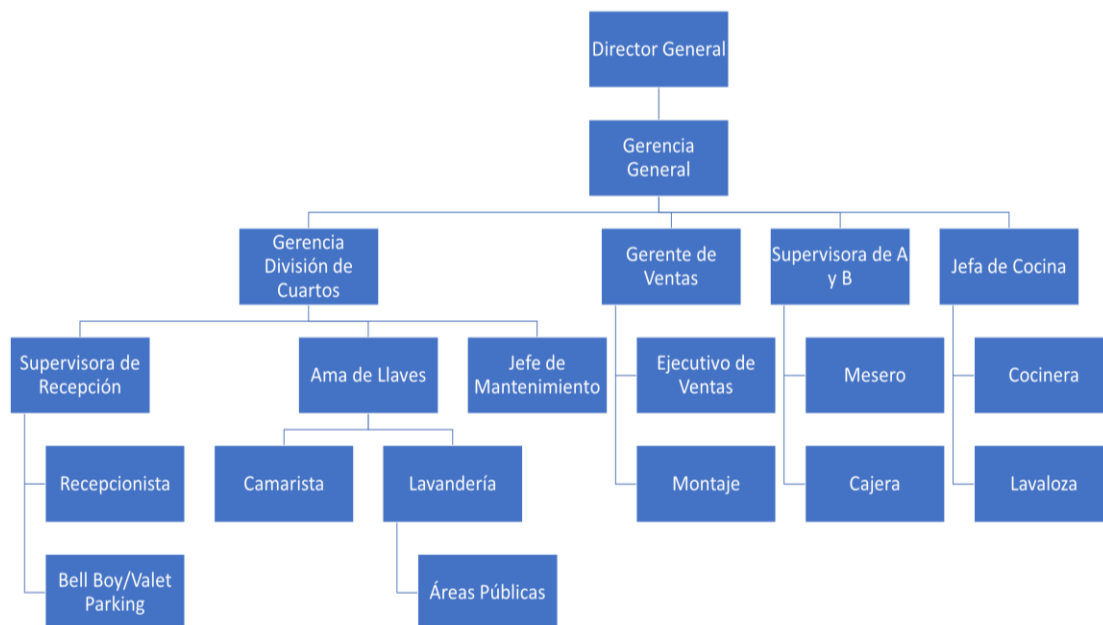 Director General
Gerencia
General
Gerencia
División de
Cuartos
Gerente de
Ventas
Supervisora de A
y B
Jefa de Cocina
Supervisora de
Recepción
Ama de Llaves
Jefe de
Mantenimiento
Ejecutivo de
Ventas
Mesero
Cocinera
Recepcionista
Camarista
Lavandería
Montaje
Cajera
Lavaloza
Bell Boy/Valet
Parking
Áreas Públicas